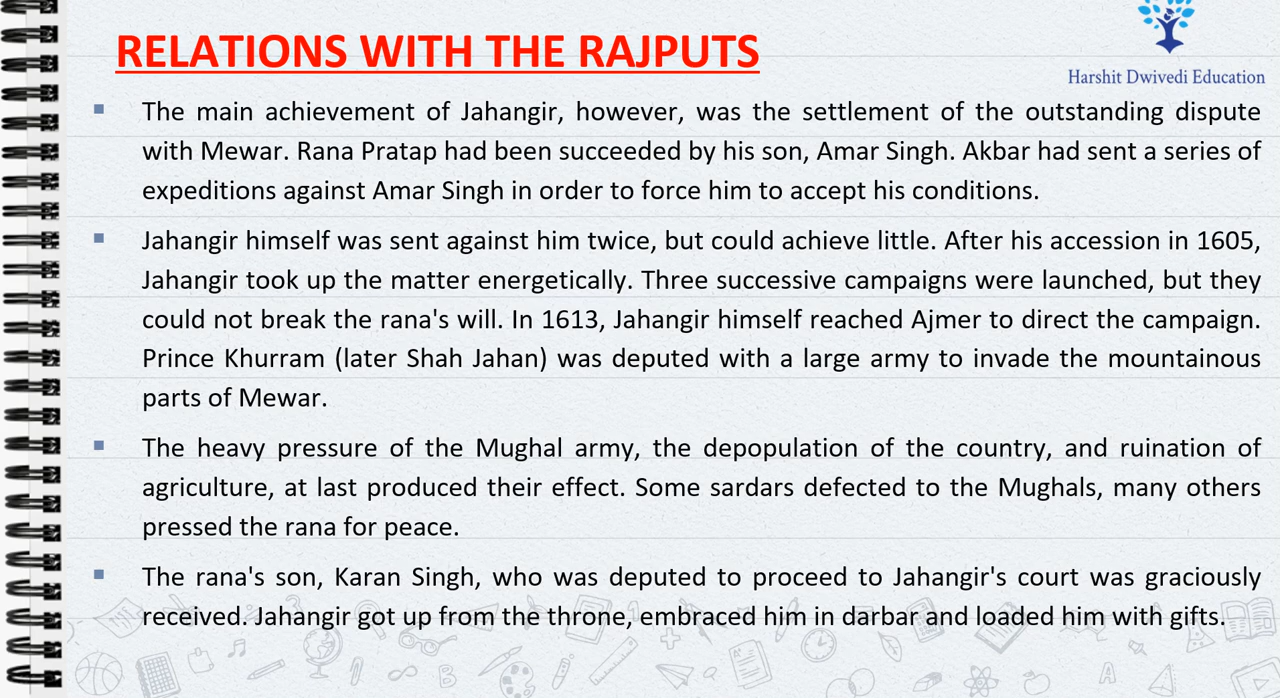 RELATIONS WITH THE RAJPUTS
Harshit Dwivedi Education
▪ The main achievement of Jahangir, however, was the settlement of the outstanding dispute
with Mewar. Rana Pratap had been succeeded by his son, Amar Singh. Akbar had sent a series of
expeditions against Amar Singh in order to force him to accept his conditions.
▪ Jahangir himself was sent against him twice, but could achieve little. After his accession in 1605,
Jahangir took up the matter energetically. Three successive campaigns were launched, but they
could not break the rana's will. In 1613, Jahangir himself reached Ajmer to direct the campaign.
Prince Khurram (later Shah Jahan) was deputed with a large army to invade the mountainous
parts of Mewar.
▪ The heavy pressure of the Mughal army, the depopulation of the country, and ruination of
agriculture, at last produced their effect. Some sardars defected to the Mughals, many others
pressed the rana for peace.
▪ The rana's son, Karan Singh, who was deputed to proceed to Jahangir's court was graciously
received. Jahangir got up from the throne, embraced him in darbar and loaded him with gifts.